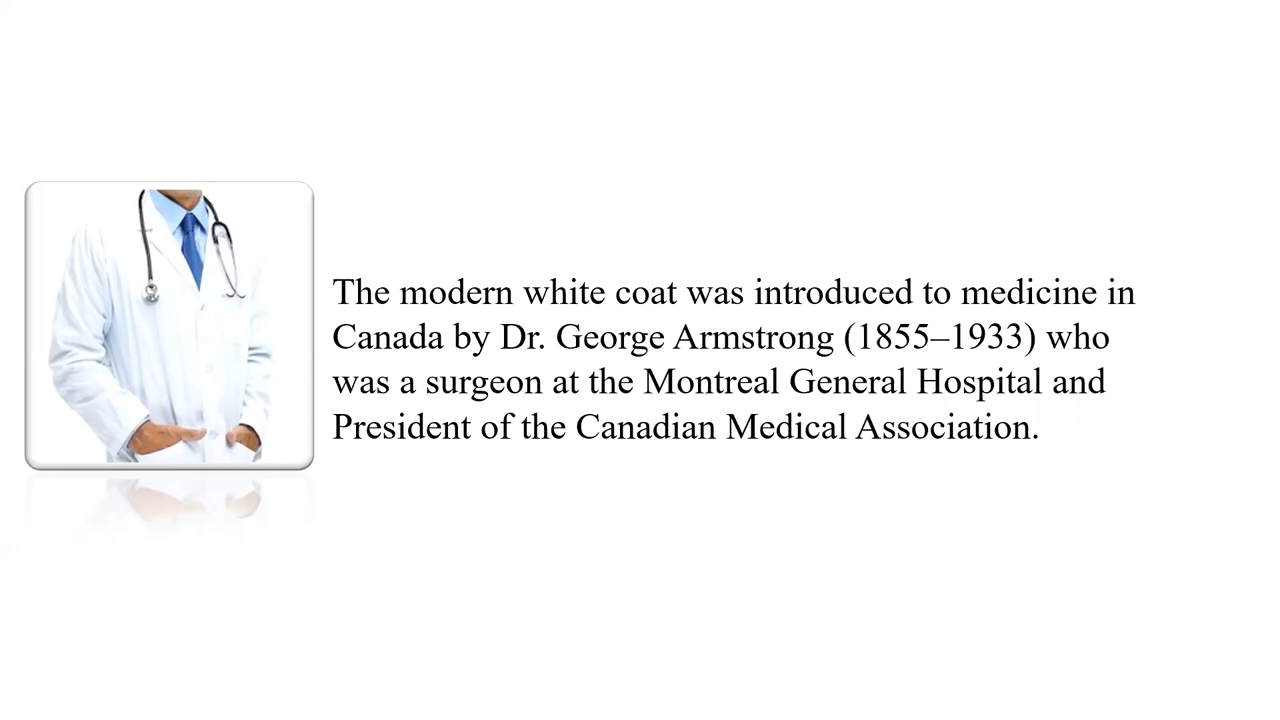 The modern white coat was introduced to medicine in
Canada by Dr. George Armstrong (1855–1933) who
was a surgeon at the Montreal General Hospital and
President of the Canadian Medical Association.